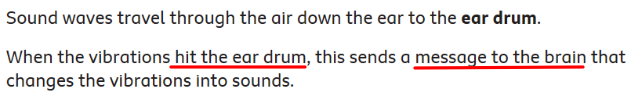 Sound waves travel through the air down the ear to the ear drum.
When the vibrations hit the ear drum, this sends a message to the brain that
changes the vibrations into sounds.